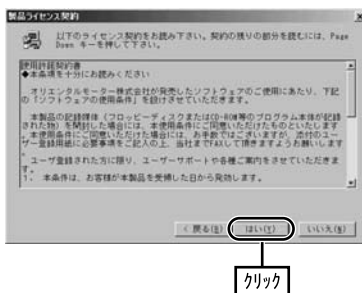 製品ライセンス契約
以下のライセンス契約をお読み下さい。契約の残りの部分を読むには、Page
Down キーを押して下さい。
使用許諾契約書
◆本条項を十分にお読みください
オリエンタルモーター株式会社が発売したソフトウェアのご使用にあたり、下記
の「ソフトウェアの使用条件」を設けさせていただきます。
本製品の記録媒体（フロッピーディスクまたはCD-ROM等のプログラム本体が記録
された物）を開封した場合には、本使用条件にご同意いただけたものといたします
。本使用条件にご同意いただけた場合には、お手数ではございますが、添付のユー
ザー登録用紙に必要事項をご記入の上、当社までFAXして頂きますようお願いします
。
ユーザ登録された方に限り、ユーザーサポートや各種ご案内をさせていただきま
す。
1. 本条件は、お客様が本製品を受領した日から発効します。
< 戻る(B)
はい(Y)
いいえ(N)
クリック